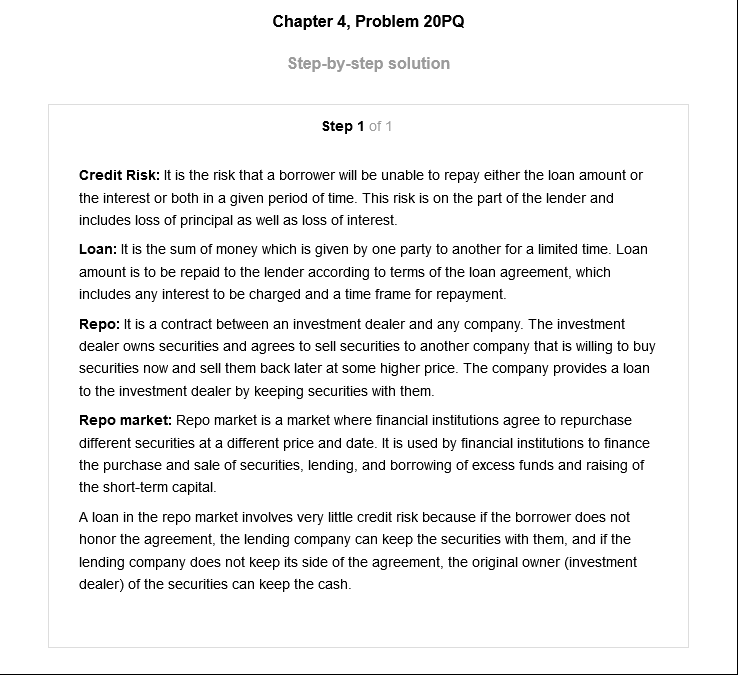 Chapter 4, Problem 20PQ
Step-by-step solution
Step 1 of 1
Credit Risk: It is the risk that a borrower will be unable to repay either the loan amount or
the interest or both in a given period of time. This risk is on the part of the lender and
includes loss of principal as well as loss of interest.
Loan: It is the sum of money which is given by one party to another for a limited time. Loan
amount is to be repaid to the lender according to terms of the loan agreement, which
includes any interest to be charged and a time frame for repayment.
Repo: It is a contract between an investment dealer and any company. The investment
dealer owns securities and agrees to sell securities to another company that is willing to buy
securities now and sell them back later at some higher price. The company provides a loan
to the investment dealer by keeping securities with them.
Repo market: Repo market is a market where financial institutions agree to repurchase
different securities at a different price and date. It is used by financial institutions to finance
the purchase and sale of securities, lending, and borrowing of excess funds and raising of
the short-term capital.
A loan in the repo market involves very little credit risk because if the borrower does not
honor the agreement, the lending company can keep the securities with them, and if the
lending company does not keep its side of the agreement, the original owner (investment
dealer) of the securities can keep the cash.